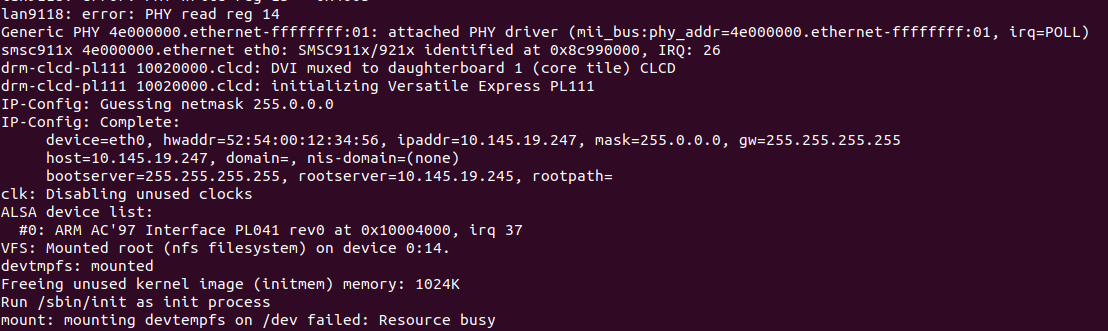 lan9118: error: PHY read reg 14
Generic PHY 4e000000.ethernet-ffffffff:01: attached PHY driver (mii_bus:phy_addr=4e000000.ethernet-ffffffff:01, irq=POLL)
smsc911x 4e000000.ethernet eth0: SMSC911x/921x identified at 0x8c990000, IRQ: 26
drm-clcd-pl111 10020000.clcd: DVI muxed to daughterboard 1 (core tile) CLCD
drm-clcd-pl111 10020000.clcd: initializing Versatile Express PL111
IP-Config: Guessing netmask 255.0.0.0
IP-Config: Complete:
     device=eth0, hwaddr=52:54:00:12:34:56, ipaddr=10.145.19.247, mask=255.0.0.0, gw=255.255.255.255
     host=10.145.19.247, domain=, nis-domain=(none)
     bootserver=255.255.255.255, rootserver=10.145.19.245, rootpath=
clk: Disabling unused clocks
ALSA device list:
  #0: ARM AC'97 Interface PL041 rev0 at 0x10004000, irq 37
VFS: Mounted root (nfs filesystem) on device 0:14.
devtmpfs: mounted
Freeing unused kernel image (initmem) memory: 1024K
Run /sbin/init as init process
mount: mounting devtempfs on /dev failed: Resource busy